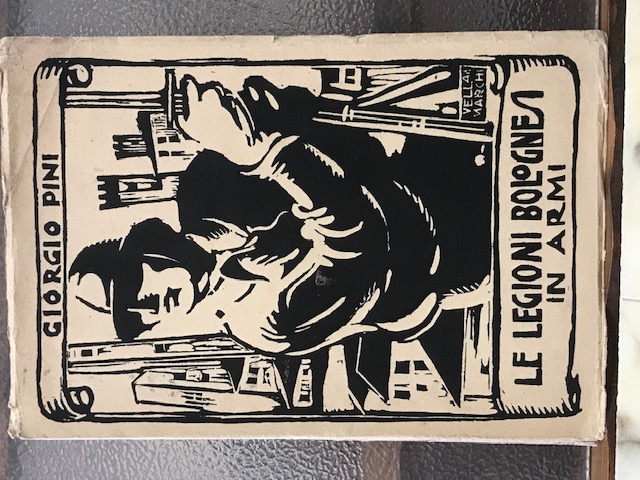 GIORGIO PINI
VELLANI
MARCHI
LE LEGIONI BOLOGNESI
IN ARMI